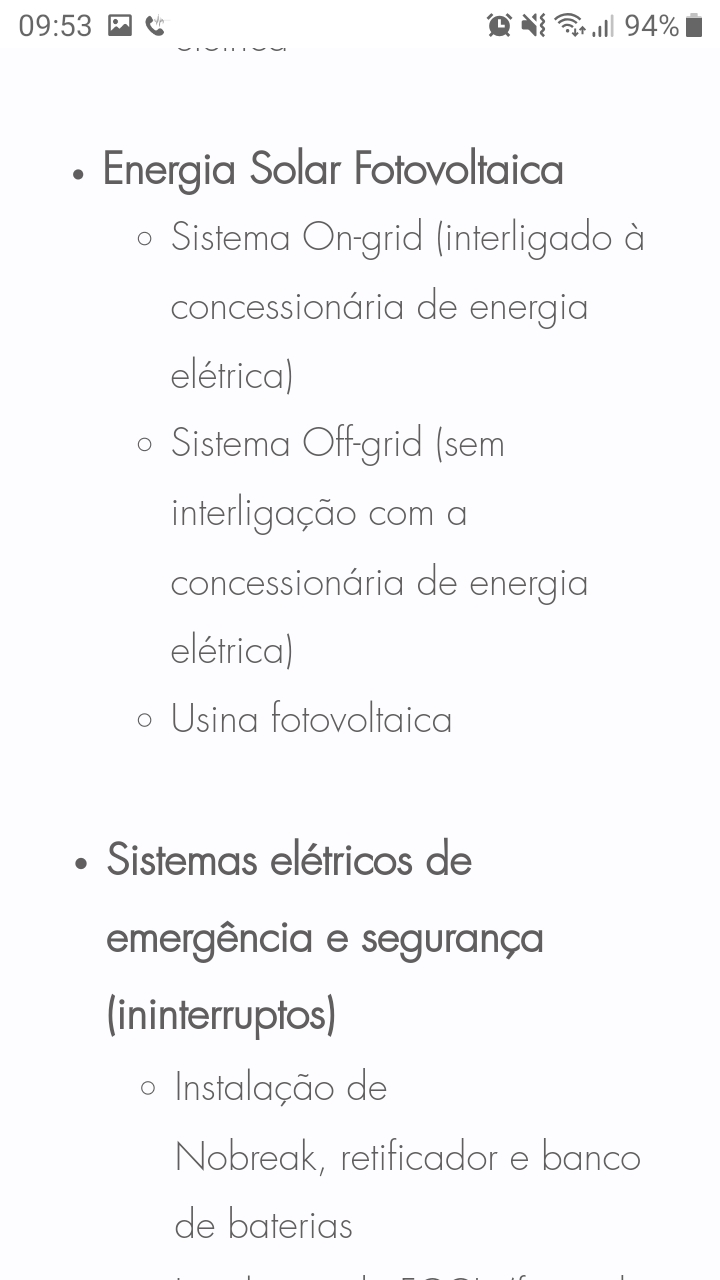 09:53
94%
Energia Solar Fotovoltaica
Sistema On-grid (interligado à
concessionária de energia
elétrica)
Sistema Off-grid (sem
interligação com a
concessionária de energia
elétrica)
Usina fotovoltaica
Sistemas elétricos de
emergência e segurança
(ininterruptos)
Instalação de
Nobreak, retificador e banco
de baterias